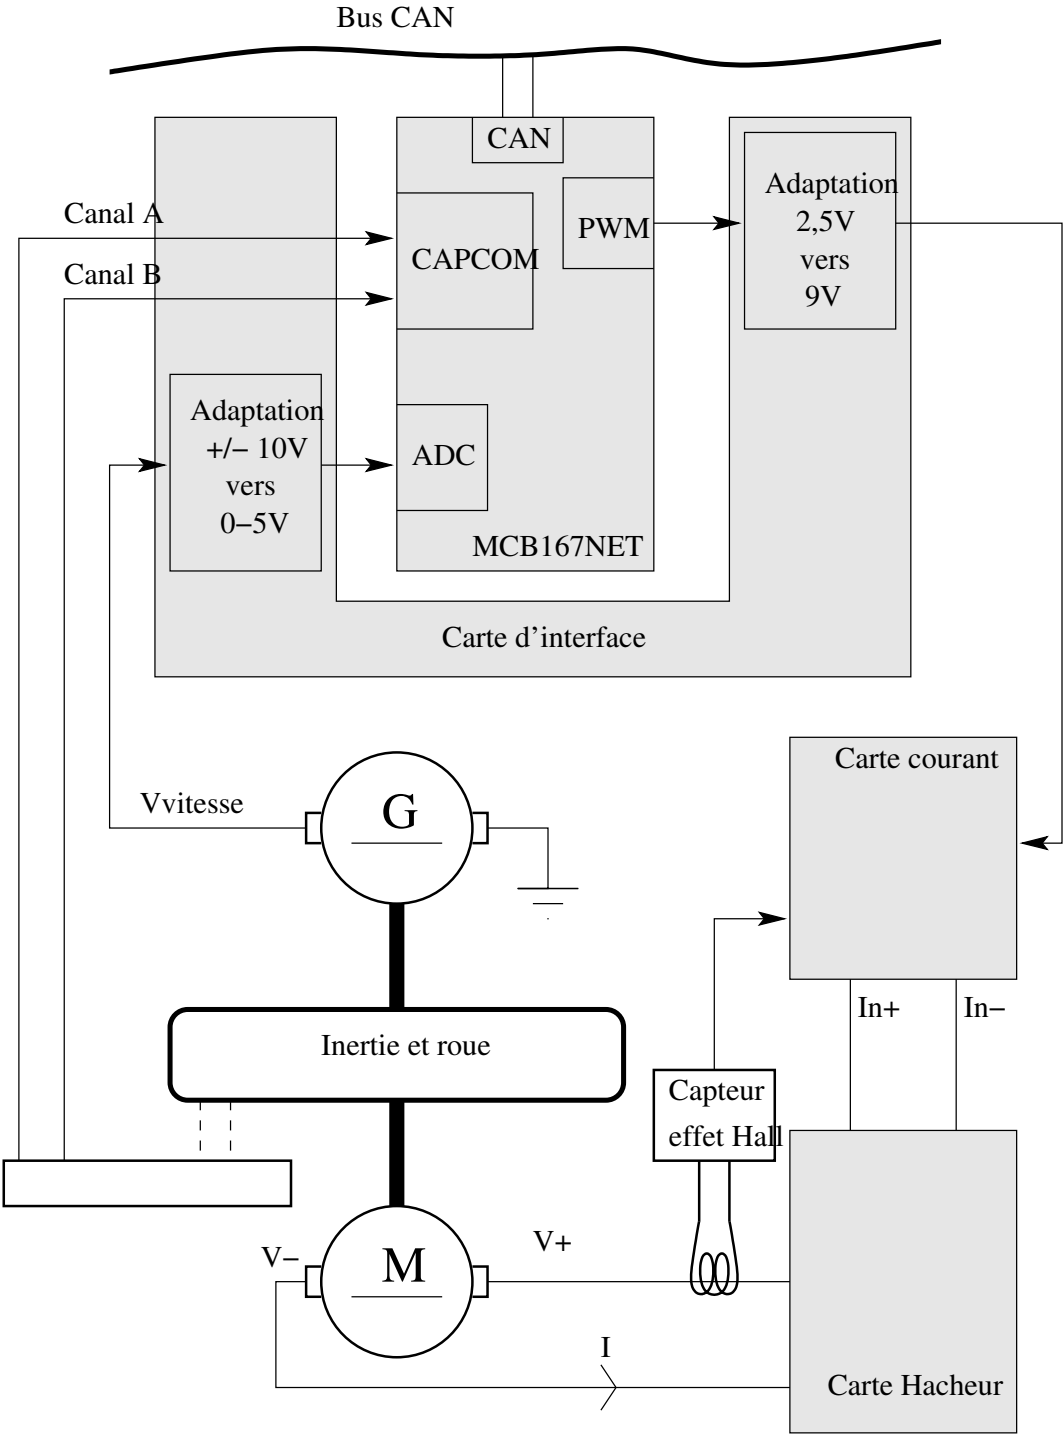 Bus CAN
CAN
Canal A
Canal B
CAPCOM
PWM
Adaptation
2,5V
vers
9V
Adaptation
+/− 10V
vers
0−5V
ADC
MCB167NET
Carte d’interface
Carte courant
Vvitesse
G
In+
In−
Inertie et roue
Capteur
effet Hall
V−
M
V+
I
Carte Hacheur